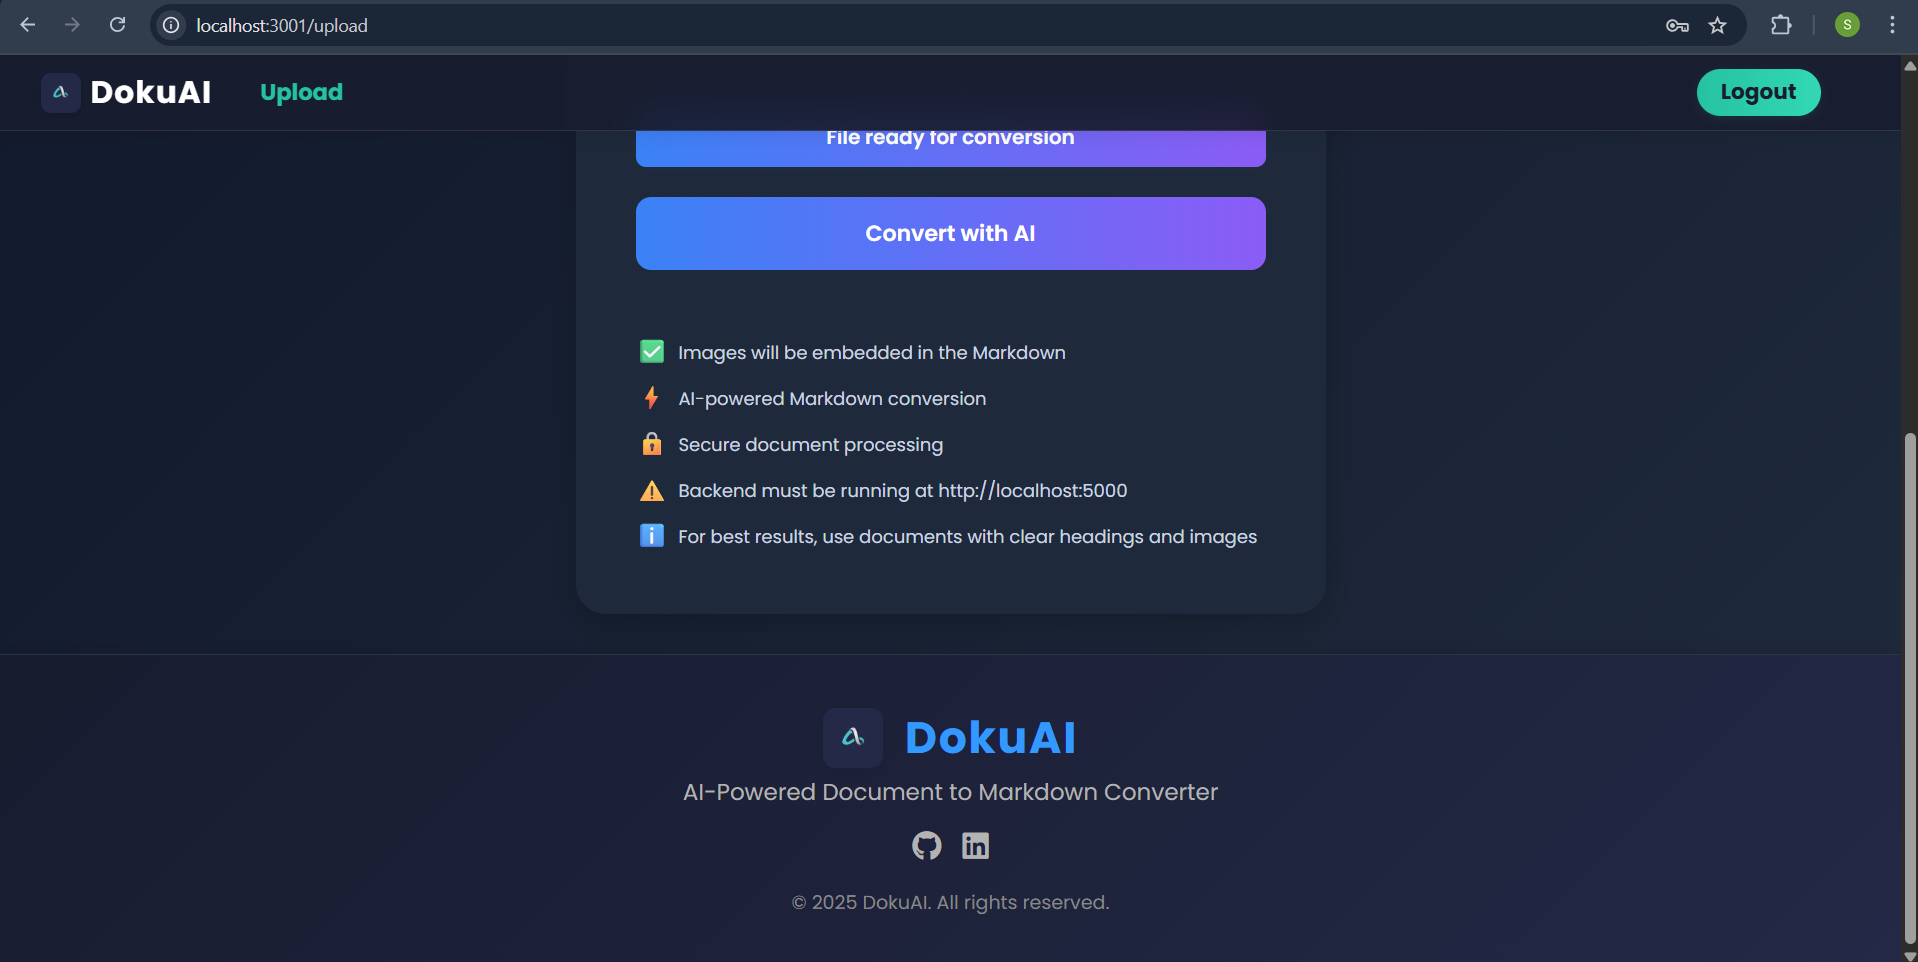 localhost:3001/upload
S
DokuAI
Upload
Logout
File ready for conversion
Convert with AI
Images will be embedded in the Markdown
AI-powered Markdown conversion
Secure document processing
Backend must be running at http://localhost:5000
For best results, use documents with clear headings and images
DokuAI
AI-Powered Document to Markdown Converter
in
© 2025 DokuAI. All rights reserved.